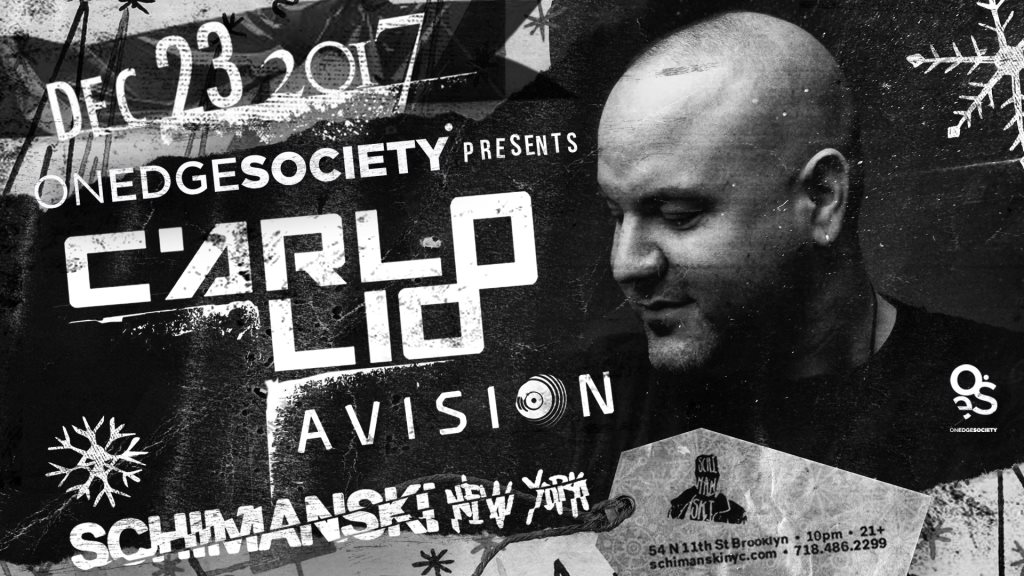 DEC 23 2017
ONEDGESOCIETY PRESENTS
CARLO
LIO
AVISION
SCHIMANSKI NEW YORK
54 N 11th St Brooklyn • 10pm • 21+
schimanskinyc.com • 718.486.2299
OS
ONEDGESOCIETY